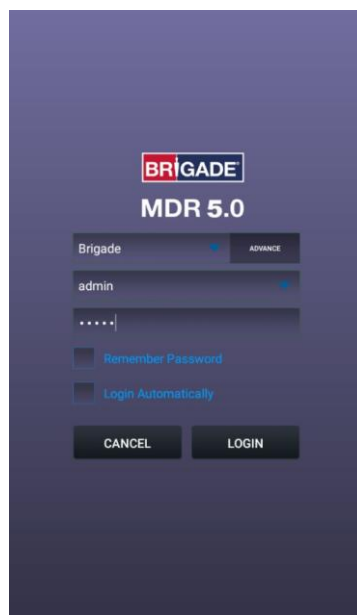 BRIGADE
MDR 5.0
Brigade ADVANCE
admin
•••••
Remember Password
Login Automatically
CANCEL LOGIN